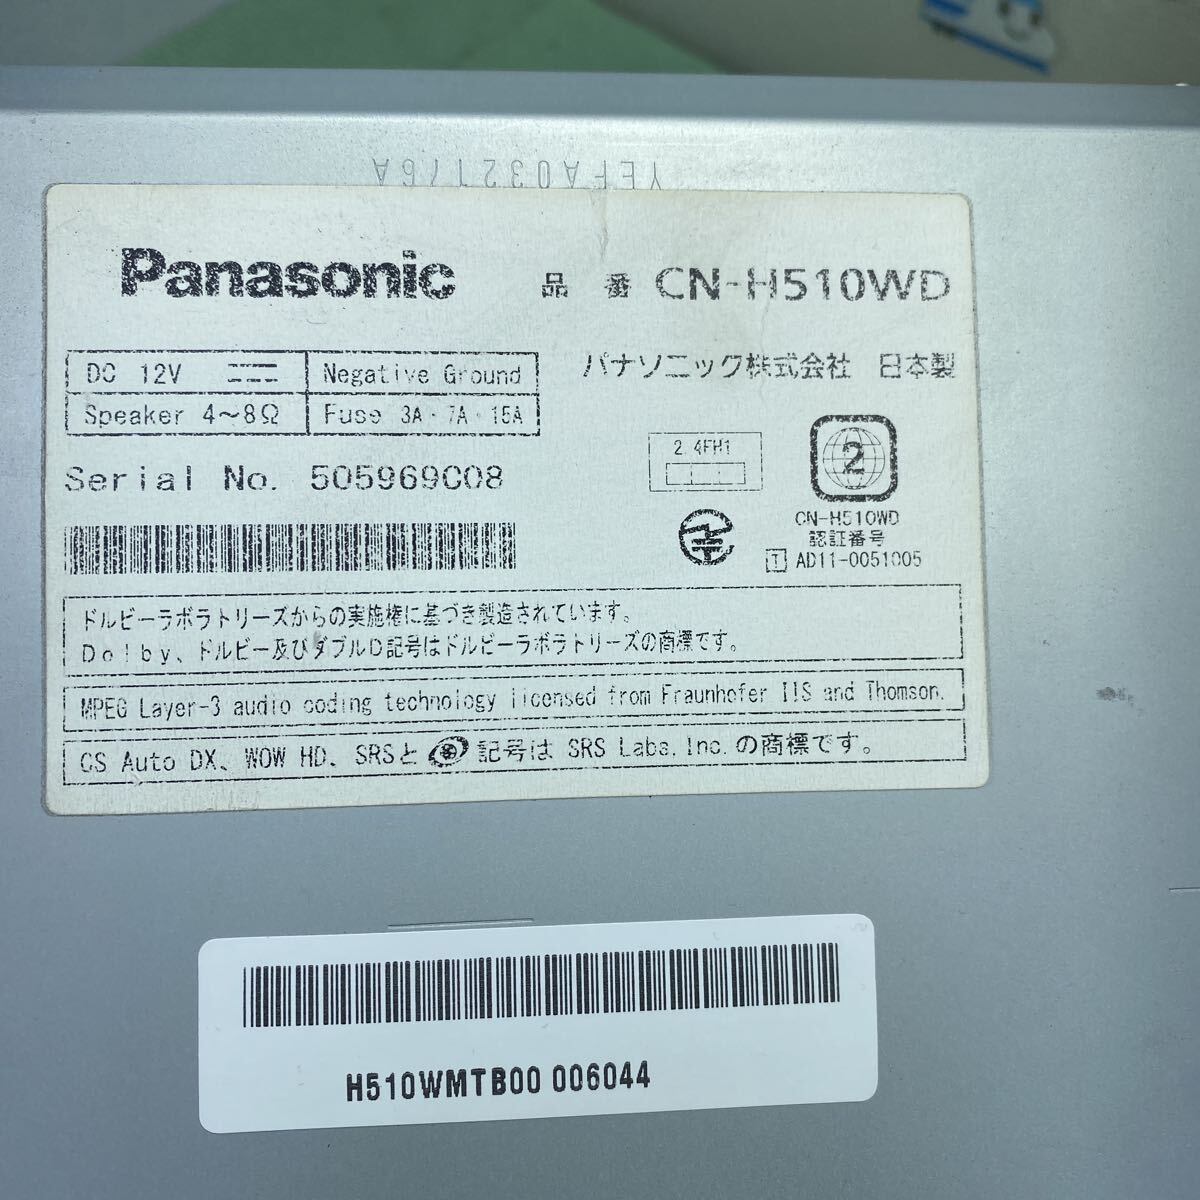 YEFA032176A
Panasonic 品番 CN-H510WD
DC 12V
Negative Ground
Speaker 4～8Ω
Fuse 3A・7A・15A
パナソニック株式会社 日本製
Serial No. 505969C08
2.4FH1
2
CN-H510WD
認証番号
T AD11-0051005
ドルビーラボラトリーズからの実施権に基づき製造されています。
Dolby、ドルビー及びダブルD記号はドルビーラボラトリーズの商標です。
MPEG Layer-3 audio coding technology licensed from Fraunhofer IIS and Thomson.
CS Auto DX、WOW HD、SRSと 記号は SRS Labs, Inc.の商標です。
H510WMTB00 006044